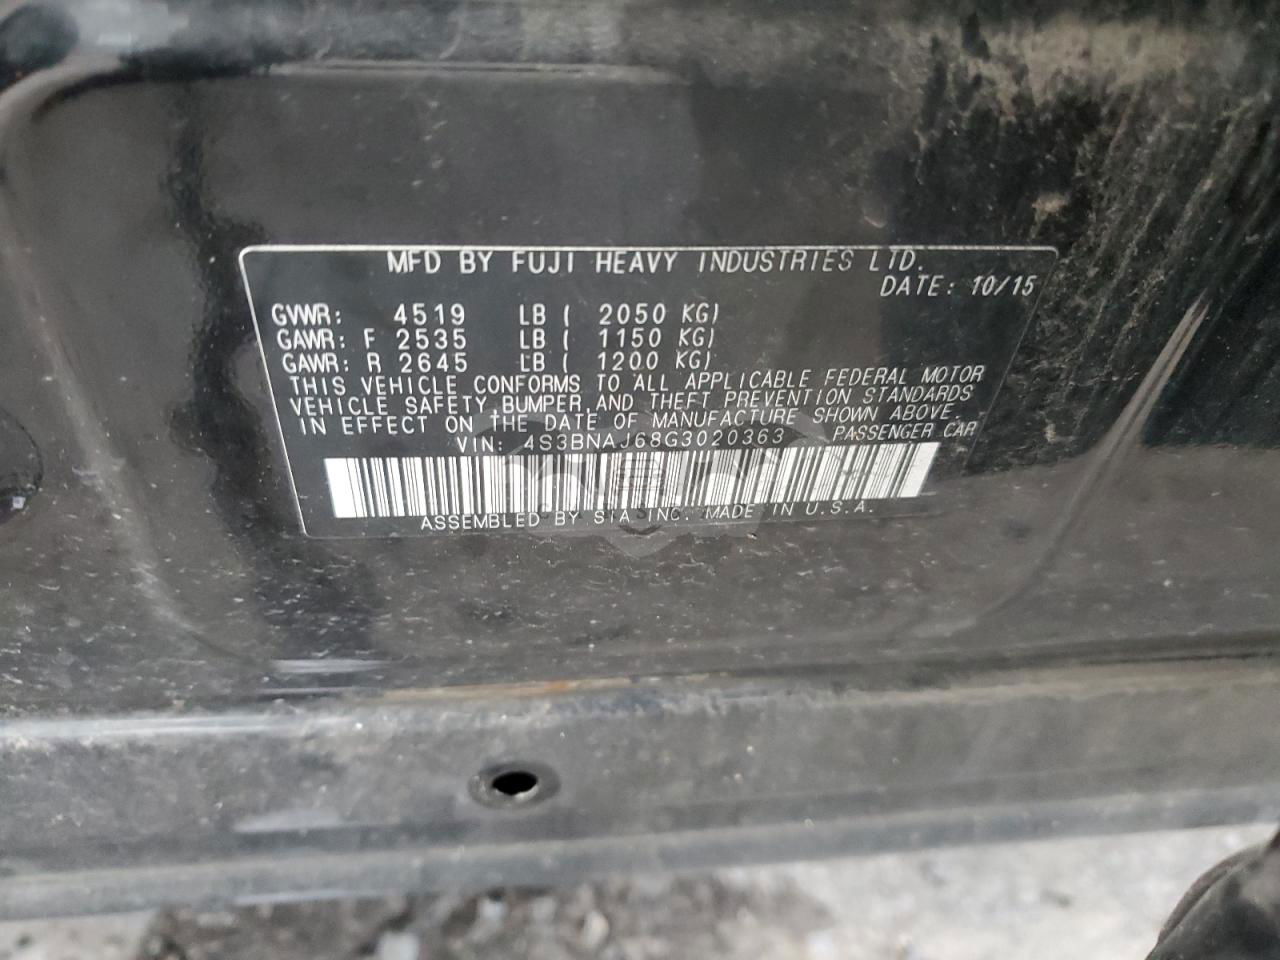 MFD BY FUJI HEAVY INDUSTRIES LTD.
DATE: 10/15
GVWR: 4519 LB ( 2050 KG)
GAWR: F 2535 LB ( 1150 KG)
GAWR: R 2645 LB ( 1200 KG)
THIS VEHICLE CONFORMS TO ALL APPLICABLE FEDERAL MOTOR
VEHICLE SAFETY, BUMPER, AND THEFT PREVENTION STANDARDS
IN EFFECT ON THE DATE OF MANUFACTURE SHOWN ABOVE.
VIN: 4S3BNAJ68G3020363 PASSENGER CAR
ASSEMBLED BY SIA INC. MADE IN U.S.A.